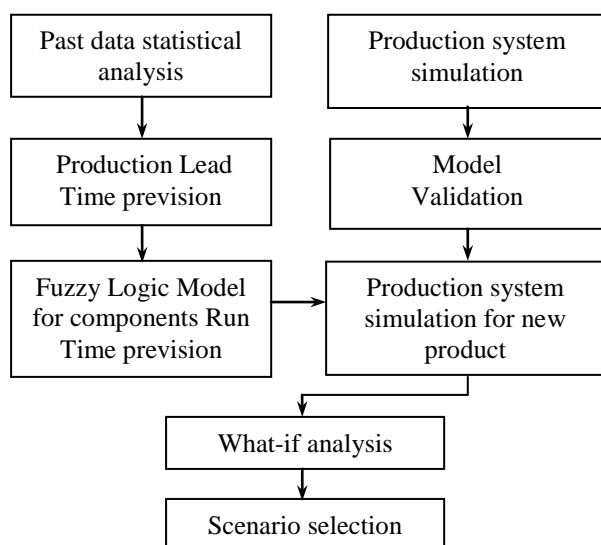 Past data statistical
analysis
Production system
simulation
Production Lead
Time prevision
Model
Validation
Fuzzy Logic Model
for components Run
Time prevision
Production system
simulation for new
product
What-if analysis
Scenario selection